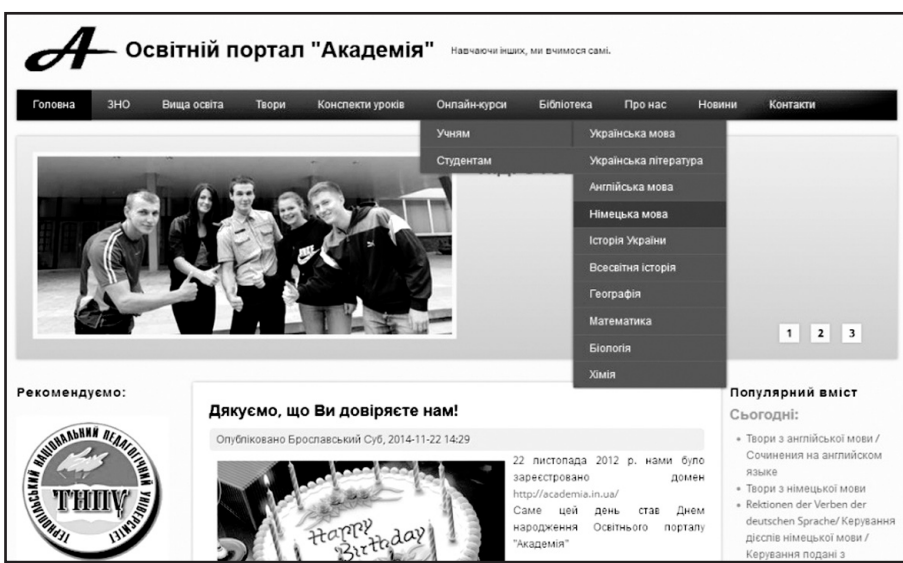 Освітній портал "Академія"
Навчаючи інших, ми вчимося самі.
Головна ЗНО Вища освіта Твори Конспекти уроків Онлайн-курси Бібліотека Про нас Новини Контакти
Учням
Студентам
Українська мова
Українська література
Англійська мова
Німецька мова
Історія України
Всесвітня історія
Географія
Математика
Біологія
Хімія
1 2 3
Рекомендуємо:
ТЕРНОПІЛЬСЬКИЙ НАЦІОНАЛЬНИЙ ПЕДАГОГІЧНИЙ УНІВЕРСИТЕТ
ТНПУ
Дякуємо, що Ви довіряєте нам!
Опубліковано Брославський Суб, 2014-11-22 14:29
Happy
Birthday
22 листопада 2012 р. нами було
зареєстровано домен
http://academia.in.ua/
Саме цей день став Днем
народження Освітнього порталу
"Академія"
Популярний вміст
Сьогодні:
Твори з англійської мови /
Сочинения на английском
языке
Твори з німецької мови
Rektionen der Verben der
deutschen Sprache/ Керування
дієслів німецької мови /
Керування подані з